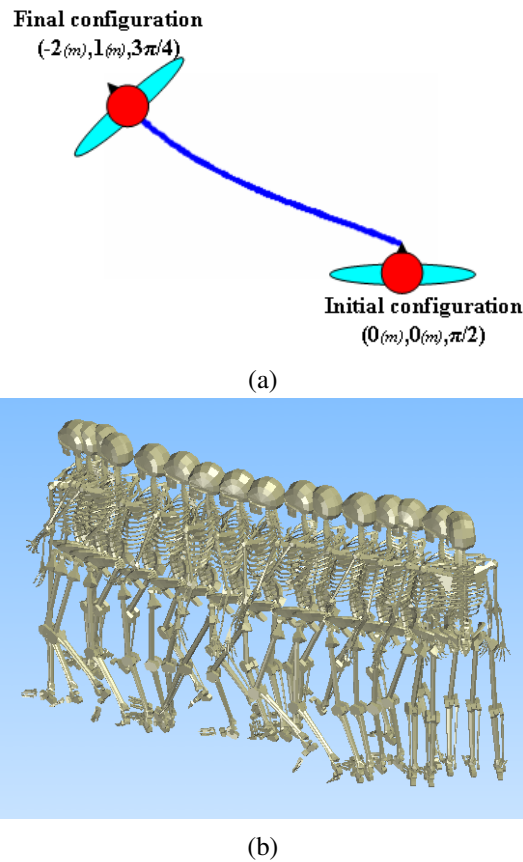 Final configuration
(-2(m),1(m),3π/4)
Initial configuration
(0(m),0(m),π/2)
(a)
(b)